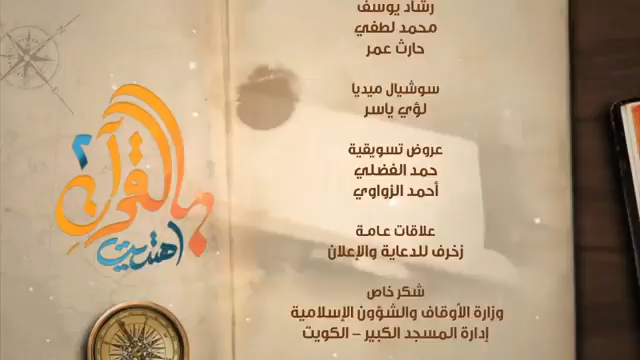 رشاد يوسف
محمد لطفي
حارث عمر
سوشيال ميديا
لؤي ياسر
عروض تسويقية
حمد الفضلي
أحمد الزواوي
علاقات عامة
زخرف للدعاية والإعلان
شكر خاص
وزارة الأوقاف والشؤون الإسلامية
إدارة المسجد الكبير – الكويت
بالقرآن
اهتديت
٢